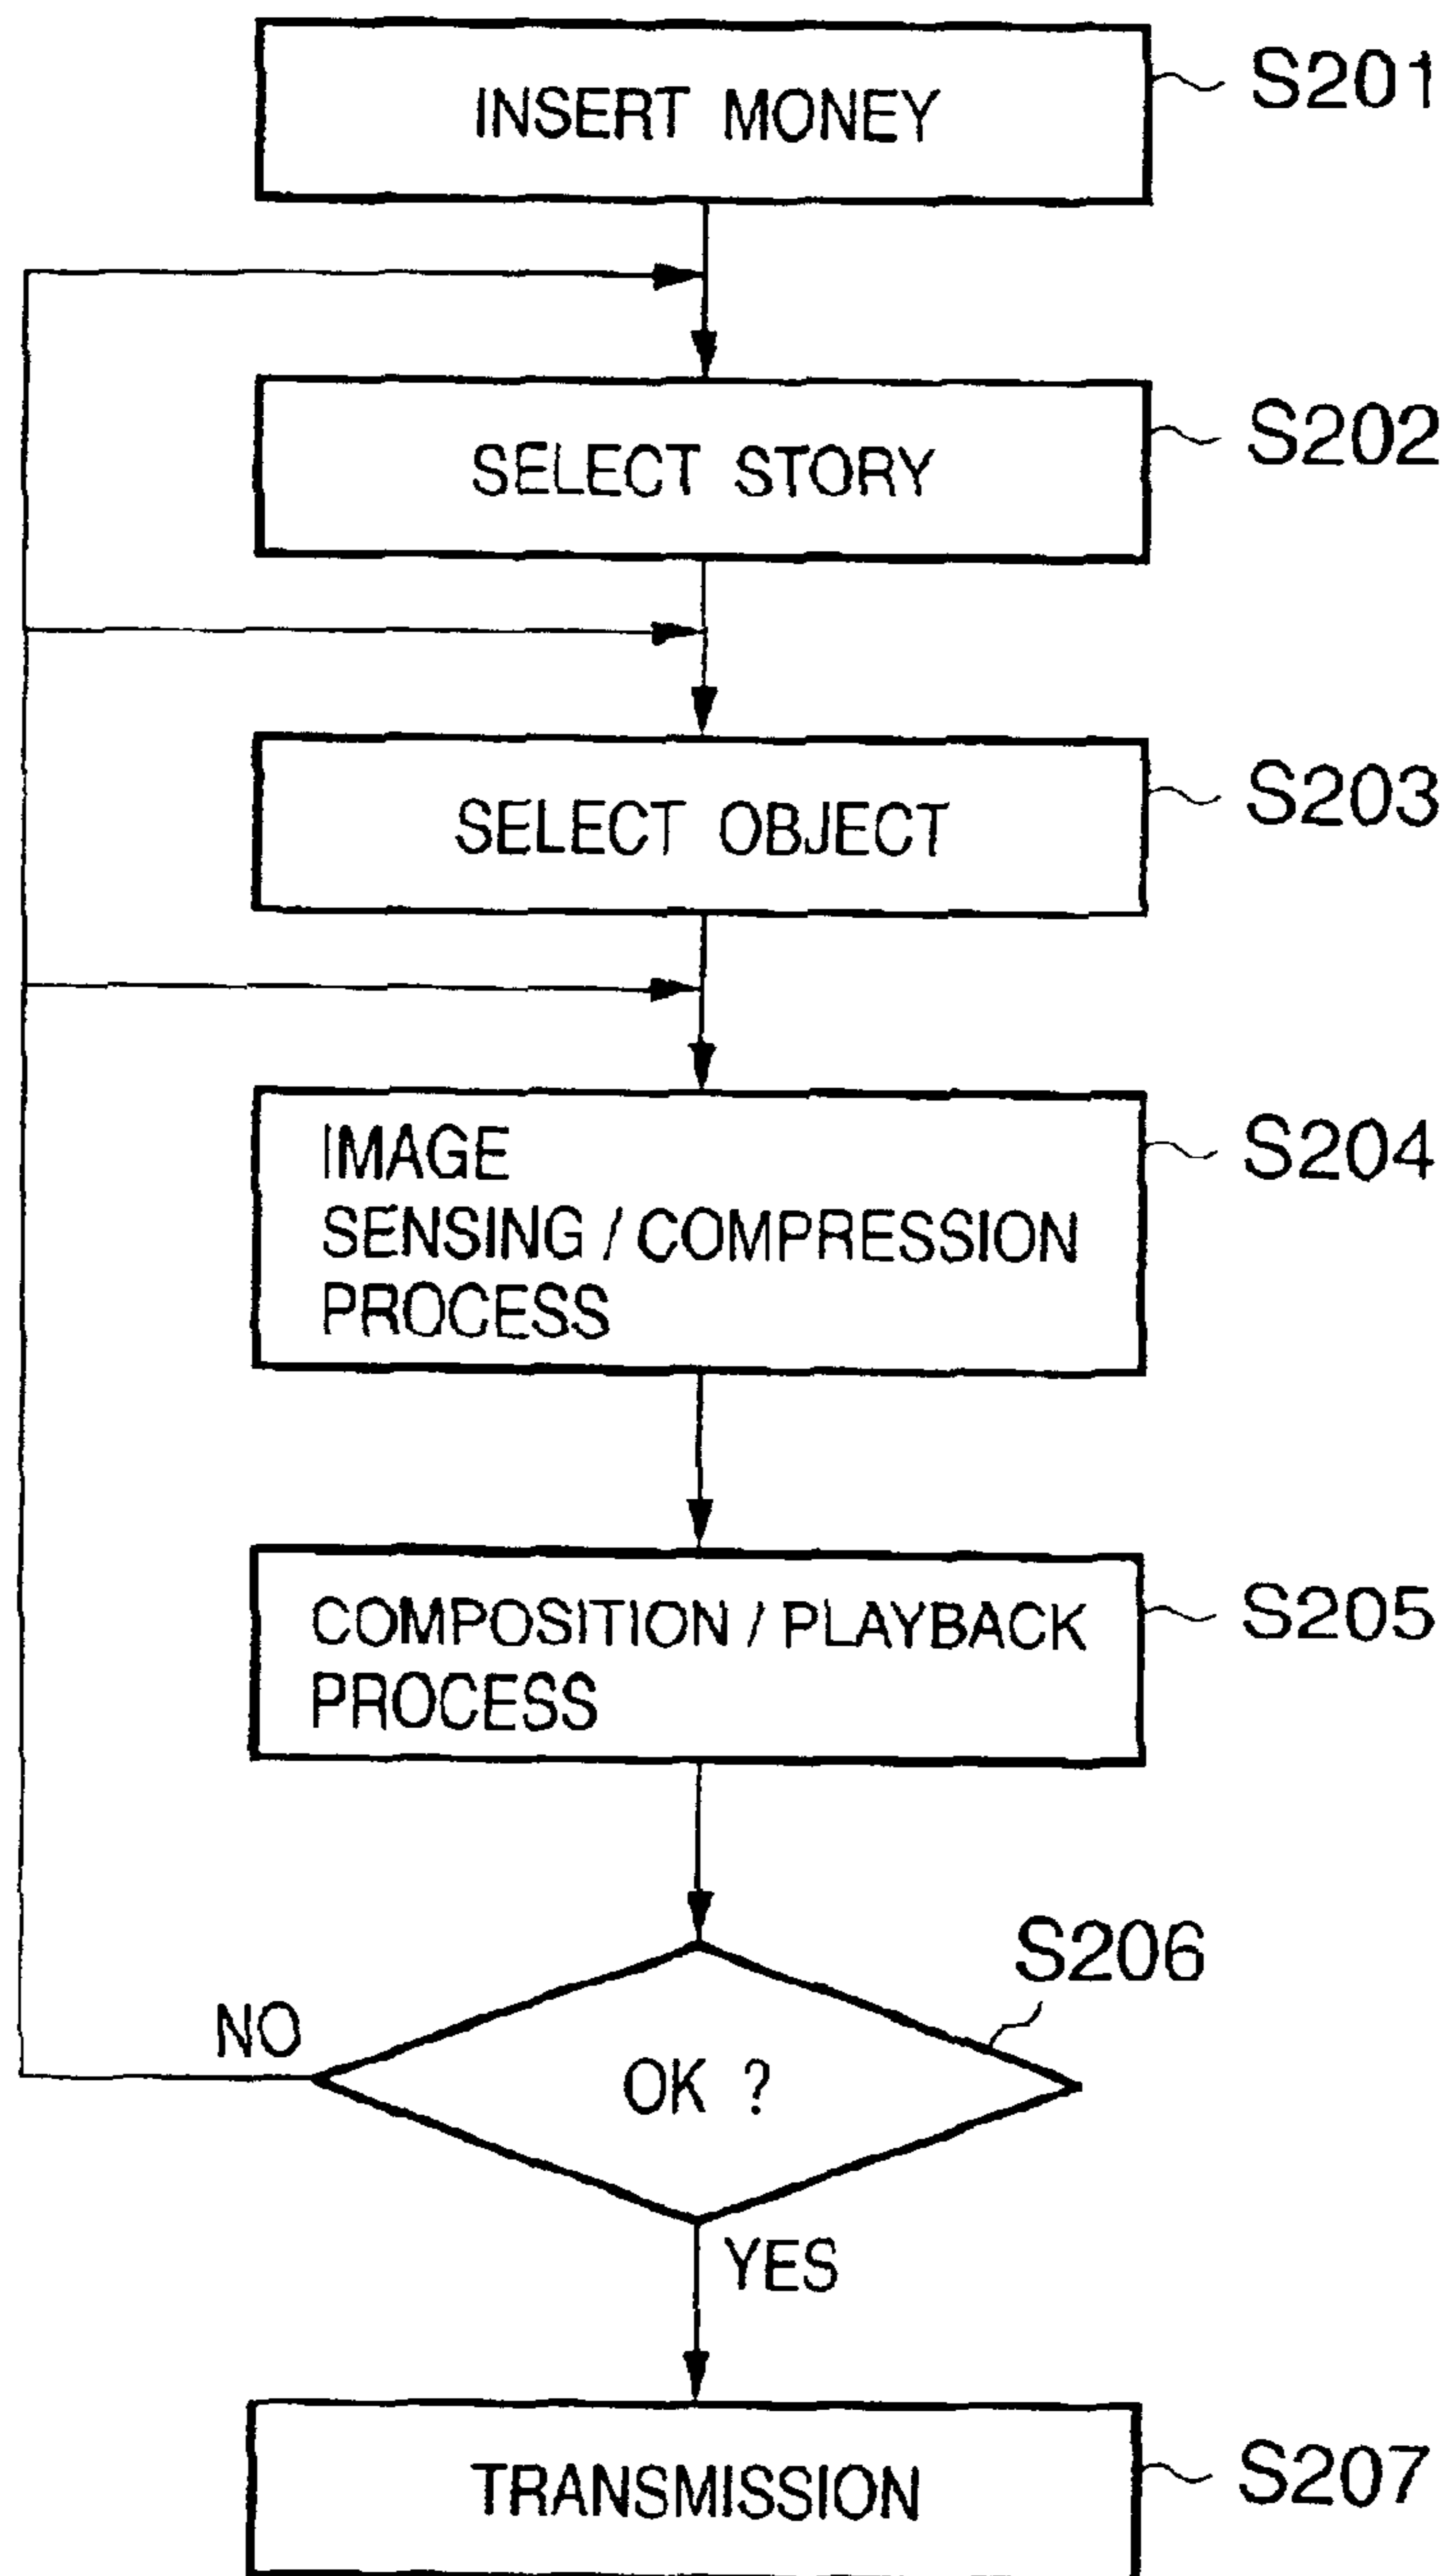 INSERT MONEY
S201
SELECT STORY
S202
SELECT OBJECT
S203
IMAGE
SENSING / COMPRESSION
PROCESS
S204
COMPOSITION / PLAYBACK
PROCESS
S205
S206
NO
OK ?
YES
TRANSMISSION
S207